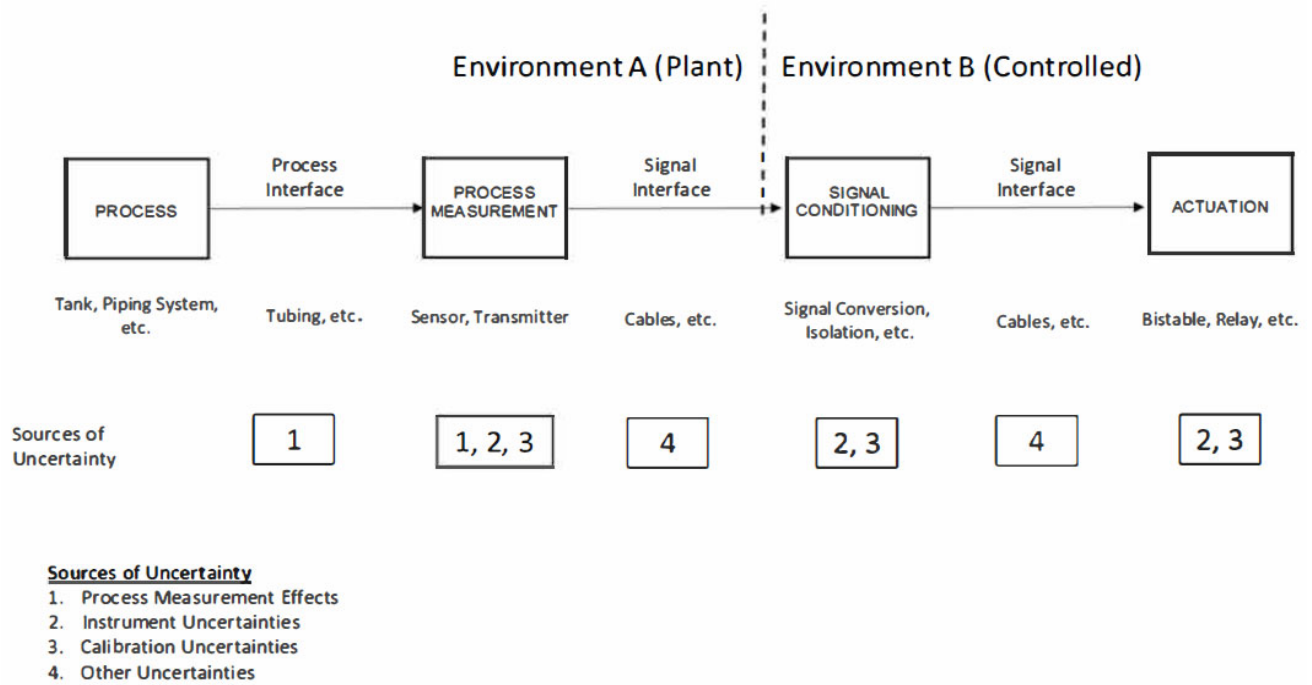 Environment A (Plant)
Environment B (Controlled)
PROCESS
Process
Interface
PROCESS
MEASUREMENT
Signal
Interface
SIGNAL
CONDITIONING
Signal
Interface
ACTUATION
Tank, Piping System,
etc.
Tubing, etc.
Sensor, Transmitter
Cables, etc.
Signal Conversion,
Isolation, etc.
Cables, etc.
Bistable, Relay, etc.
Sources of
Uncertainty
1
1, 2, 3
4
2, 3
4
2, 3
Sources of Uncertainty
1. Process Measurement Effects
2. Instrument Uncertainties
3. Calibration Uncertainties
4. Other Uncertainties